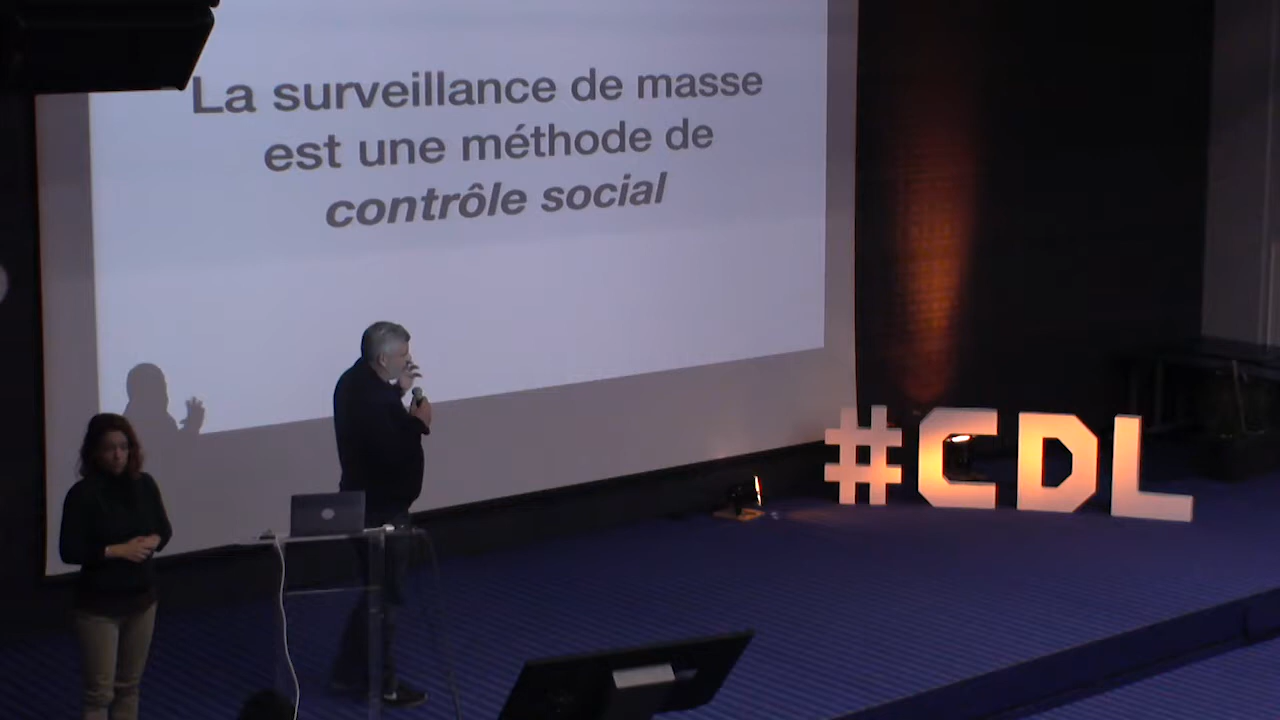 La surveillance de masse
est une méthode de
contrôle social
#CDL